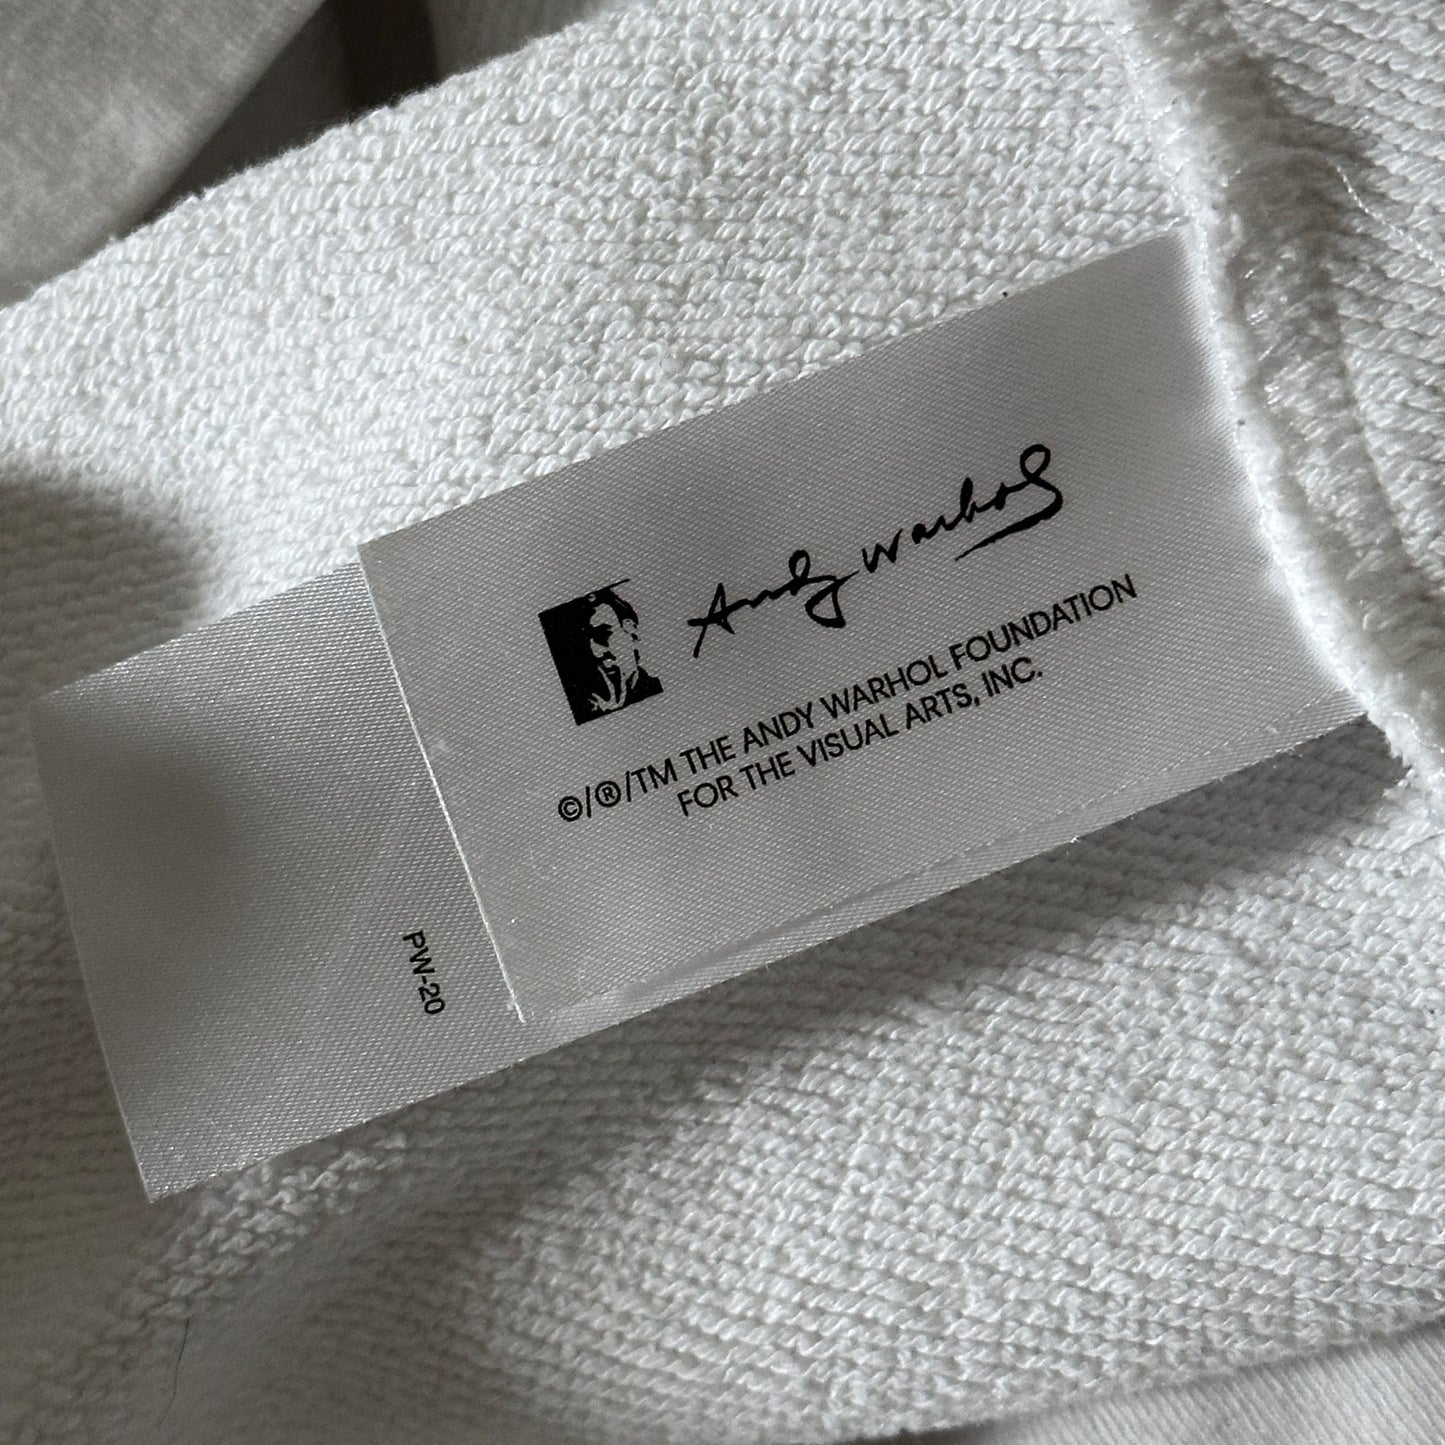 Andy Warhol
©/®/TM THE ANDY WARHOL FOUNDATION
FOR THE VISUAL ARTS, INC.
PW-20